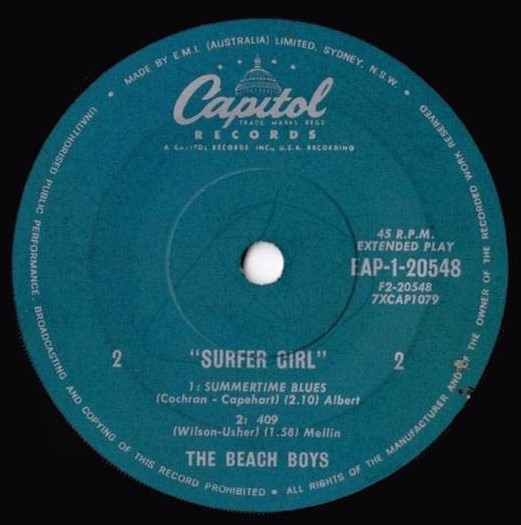 MADE BY E.M.I. (AUSTRALIA) LIMITED, SYDNEY, N.S.W. •
Capitol
TRADE MARKS REGD
RECORDS
A CAPITOL RECORDS INC., U.S.A. RECORDING
45 R.P.M.
EXTENDED PLAY
EAP-1-20548
F2-20548
7XCAP1079
2 "SURFER GIRL" 2
1: SUMMERTIME BLUES
(Cochran - Capehart) (2.10) Albert
2: 409
(Wilson-Usher) (1.58) Mellin
THE BEACH BOYS
UNAUTHORISED PUBLIC PERFORMANCE, BROADCASTING AND COPYING OF THIS RECORD PROHIBITED • ALL RIGHTS OF THE MANUFACTURER AND OF THE OWNER OF THE RECORDED WORK RESERVED •